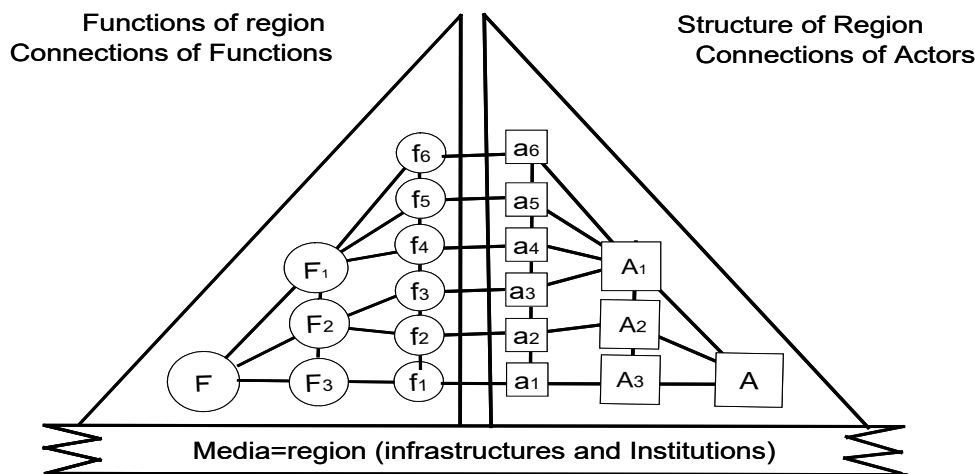 Functions of region
Connections of Functions
Structure of Region
Connections of Actors
f6
a6
f5
a5
f4
a4
F1
A1
f3
a3
F2
f2
a2
A2
F
F3
f1
a1
A3
A
Media=region (infrastructures and Institutions)